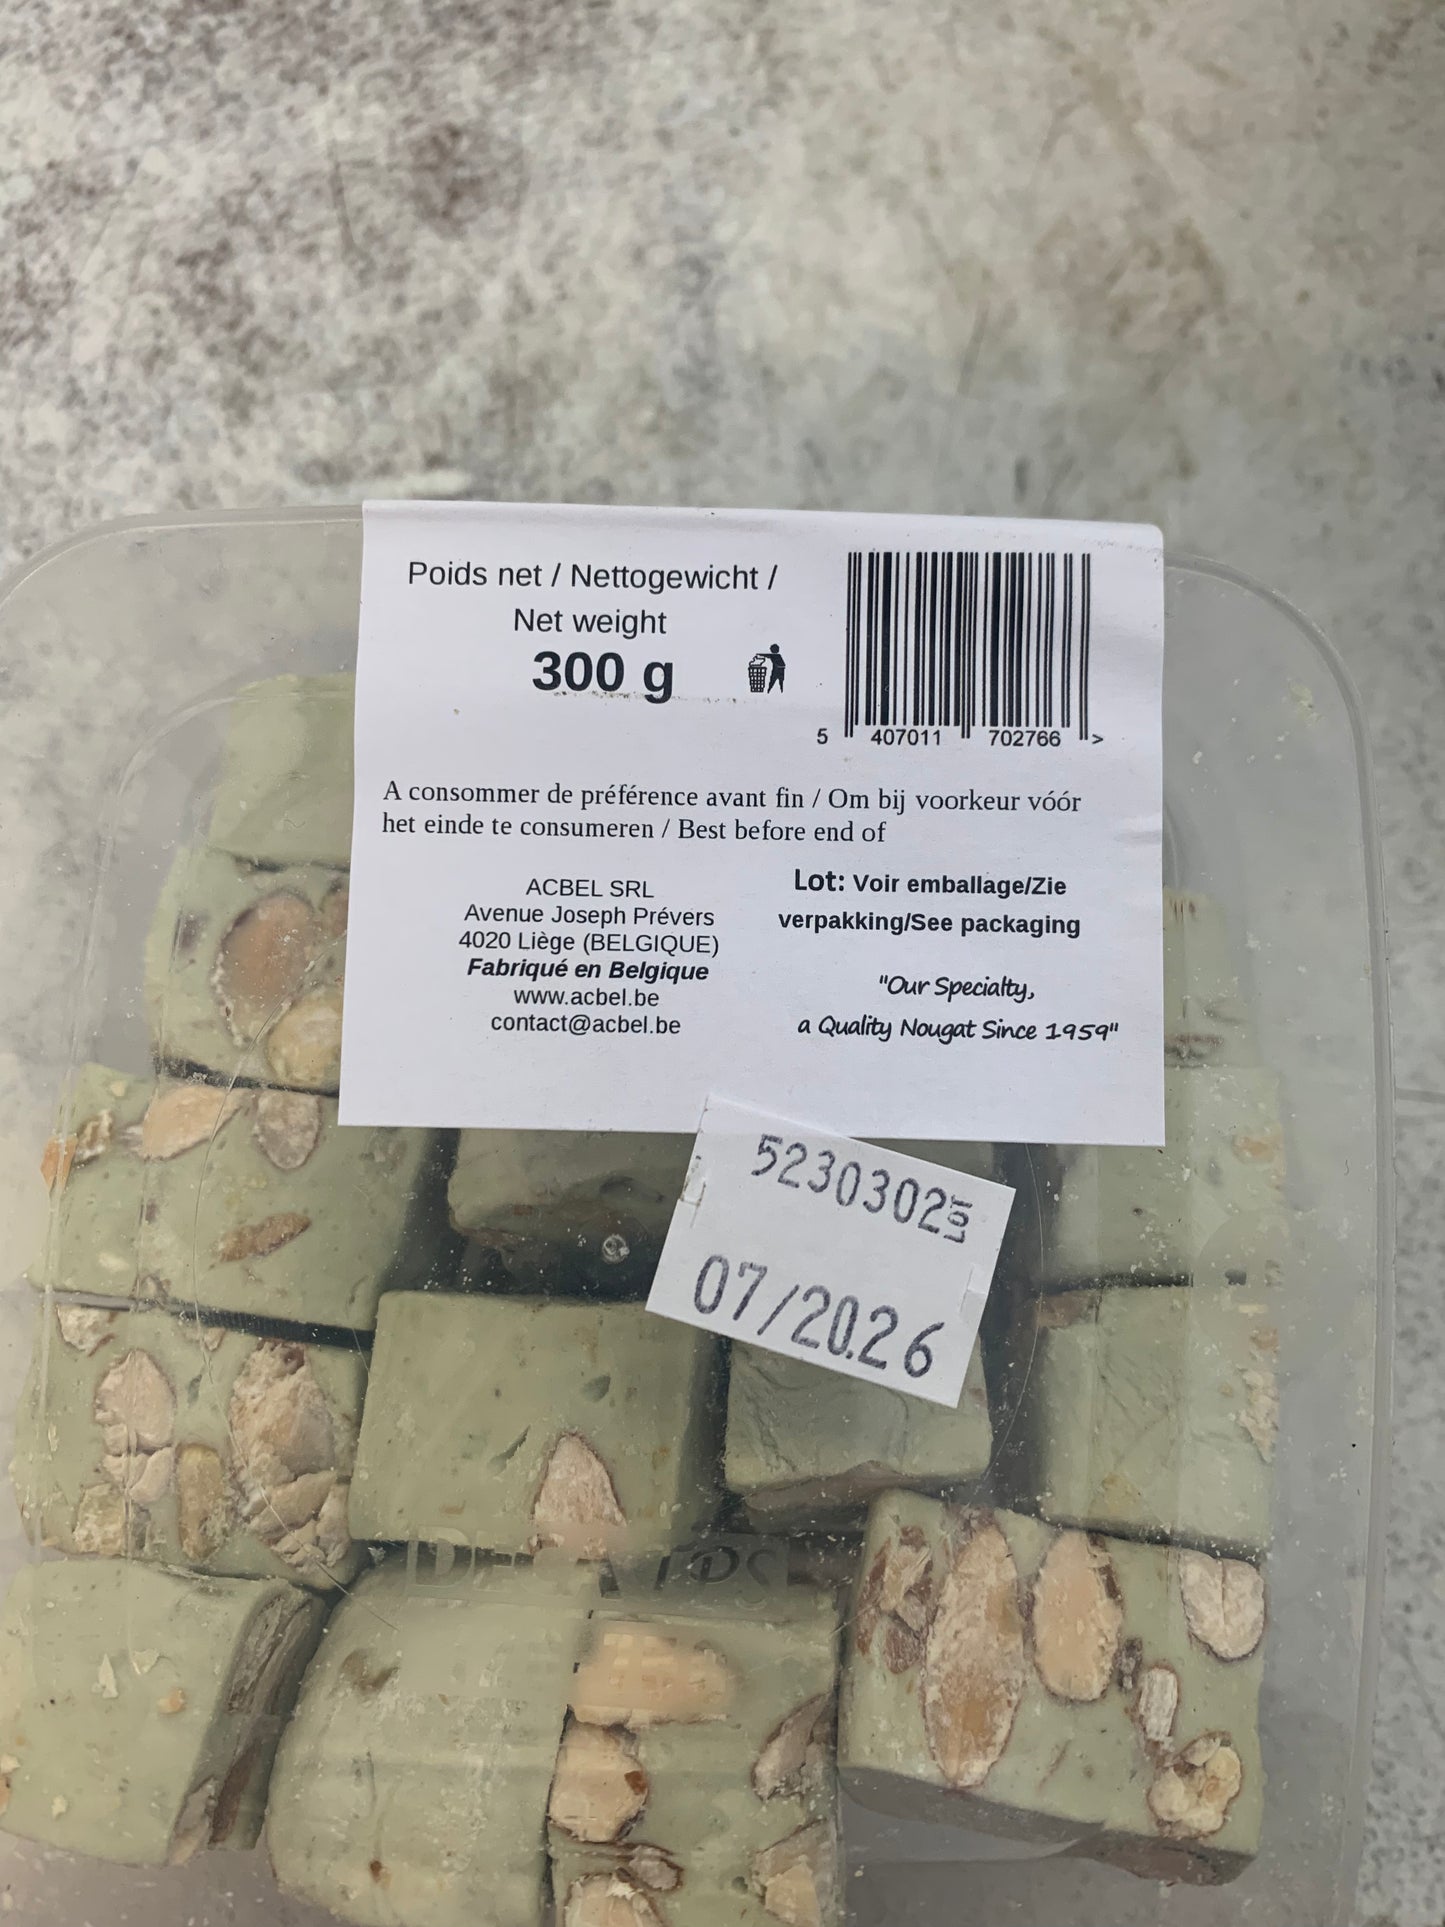 Poids net / Nettogewicht /
Net weight
300 g
5 407011 702766 >
A consommer de préférence avant fin / Om bij voorkeur vóór
het einde te consumeren / Best before end of
ACBEL SRL
Avenue Joseph Prévers
4020 Liège (BELGIQUE)
Fabriqué en Belgique
www.acbel.be
contact@acbel.be
Lot: Voir emballage/Zie
verpakking/See packaging
"Our Specialty,
a Quality Nougat Since 1959"
52303025
07/2026